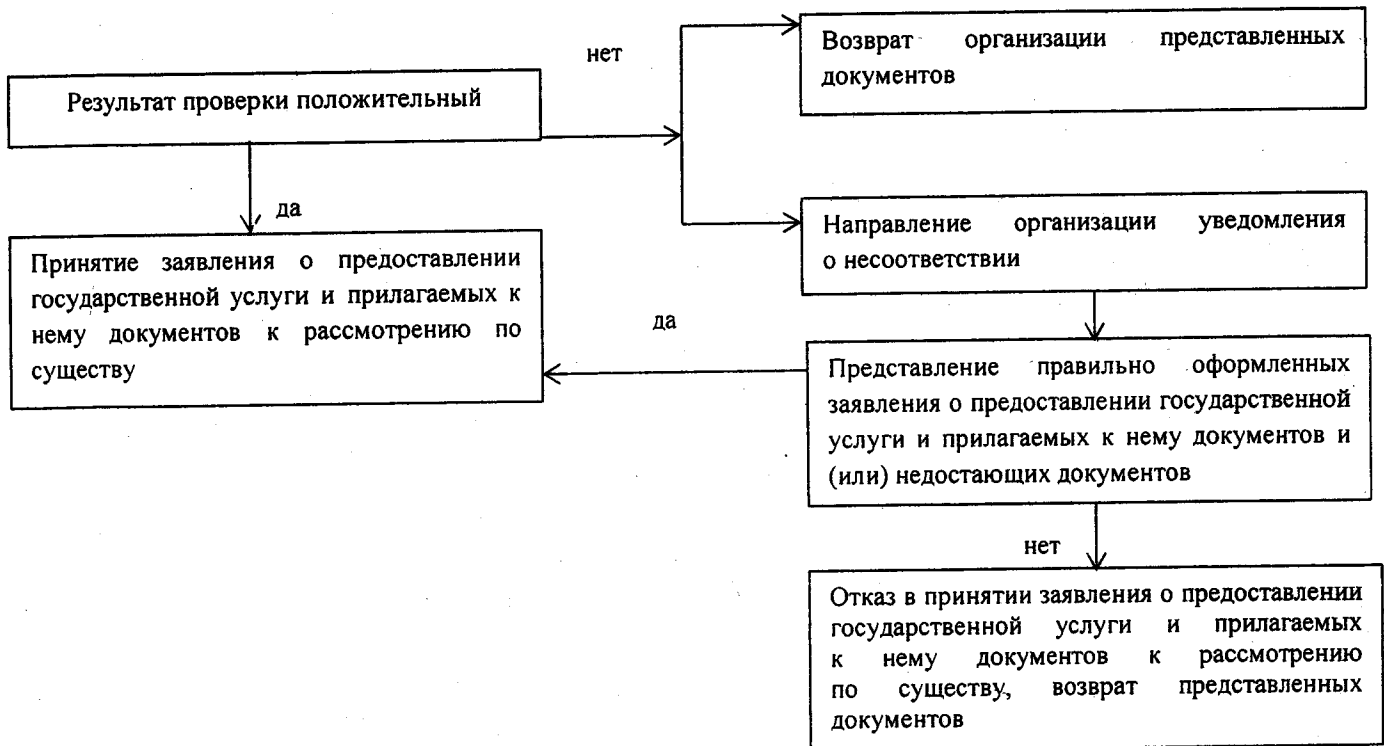 нет
Возврат организации представленных
документов
Результат проверки положительный
да
Направление организации уведомления
о несоответствии
Принятие заявления о предоставлении
государственной услуги и прилагаемых к
нему документов к рассмотрению по
существу
да
Представление правильно оформленных
заявления о предоставлении государственной
услуги и прилагаемых к нему документов и
(или) недостающих документов
нет
Отказ в принятии заявления о предоставлении
государственной услуги и прилагаемых
к нему документов к рассмотрению
по существу, возврат представленных
документов